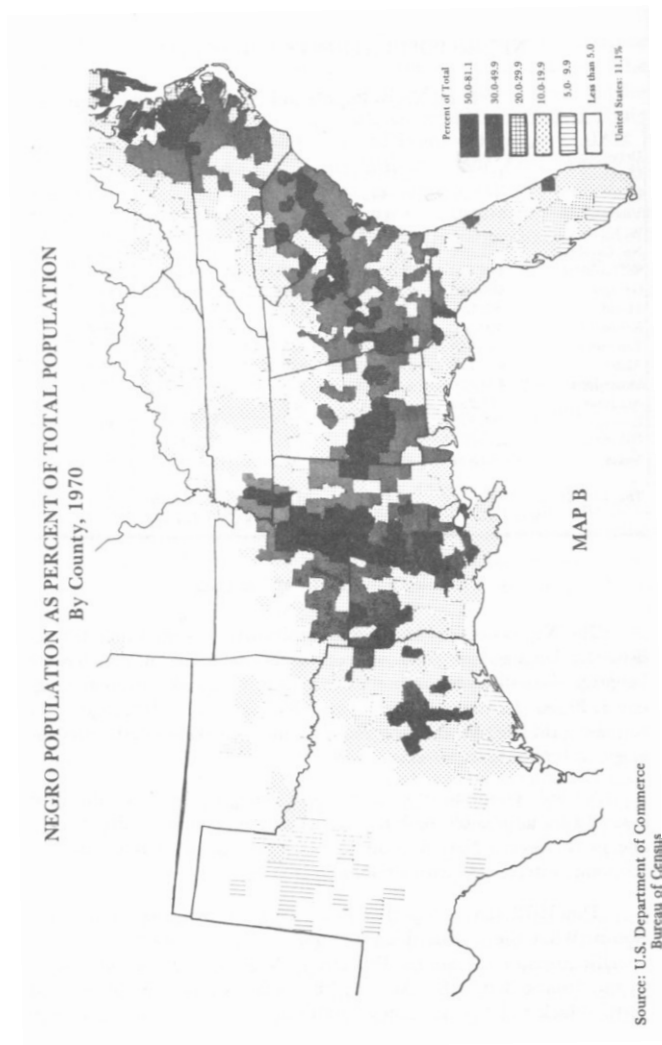 NEGRO POPULATION AS PERCENT OF TOTAL POPULATION
By County, 1970
Percent of Total
50.0-81.1
30.0-49.9
20.0-29.9
10.0-19.9
5.0- 9.9
Less than 5.0
United States: 11.1%
MAP B
Source: U.S. Department of Commerce
Bureau of Census